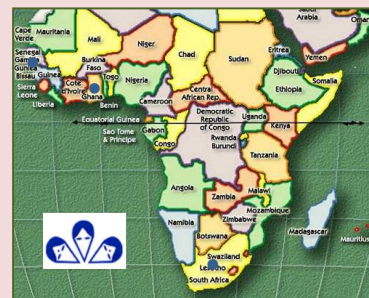 Saudi
Arabia
Oman
Cape
Verde
Mauritania
Mali
Niger
Chad
Sudan
Eritrea
Yemen
Senegal
Gunisa
Bissau
Guinea
Burkina
Faso
Nigeria
Djibouti
Somalia
Sierra
Leone
Cote
d'Ivoire
Togo
Ghana
Liberia
Benin
Cameroon
Central
African Rep.
Ethiopia
Equatorial Guinea
Sao Tome
& Principe
Gabon
Congo
Democratic
Republic
of Congo
Uganda
Kenya
Rwanda
Burundi
Tanzania
Angola
Zambia
Malawi
Mozambique
Namibia
Zimbabwe
Botswana
Madagascar
Mauritius
Swaziland
Lesotho
South Africa